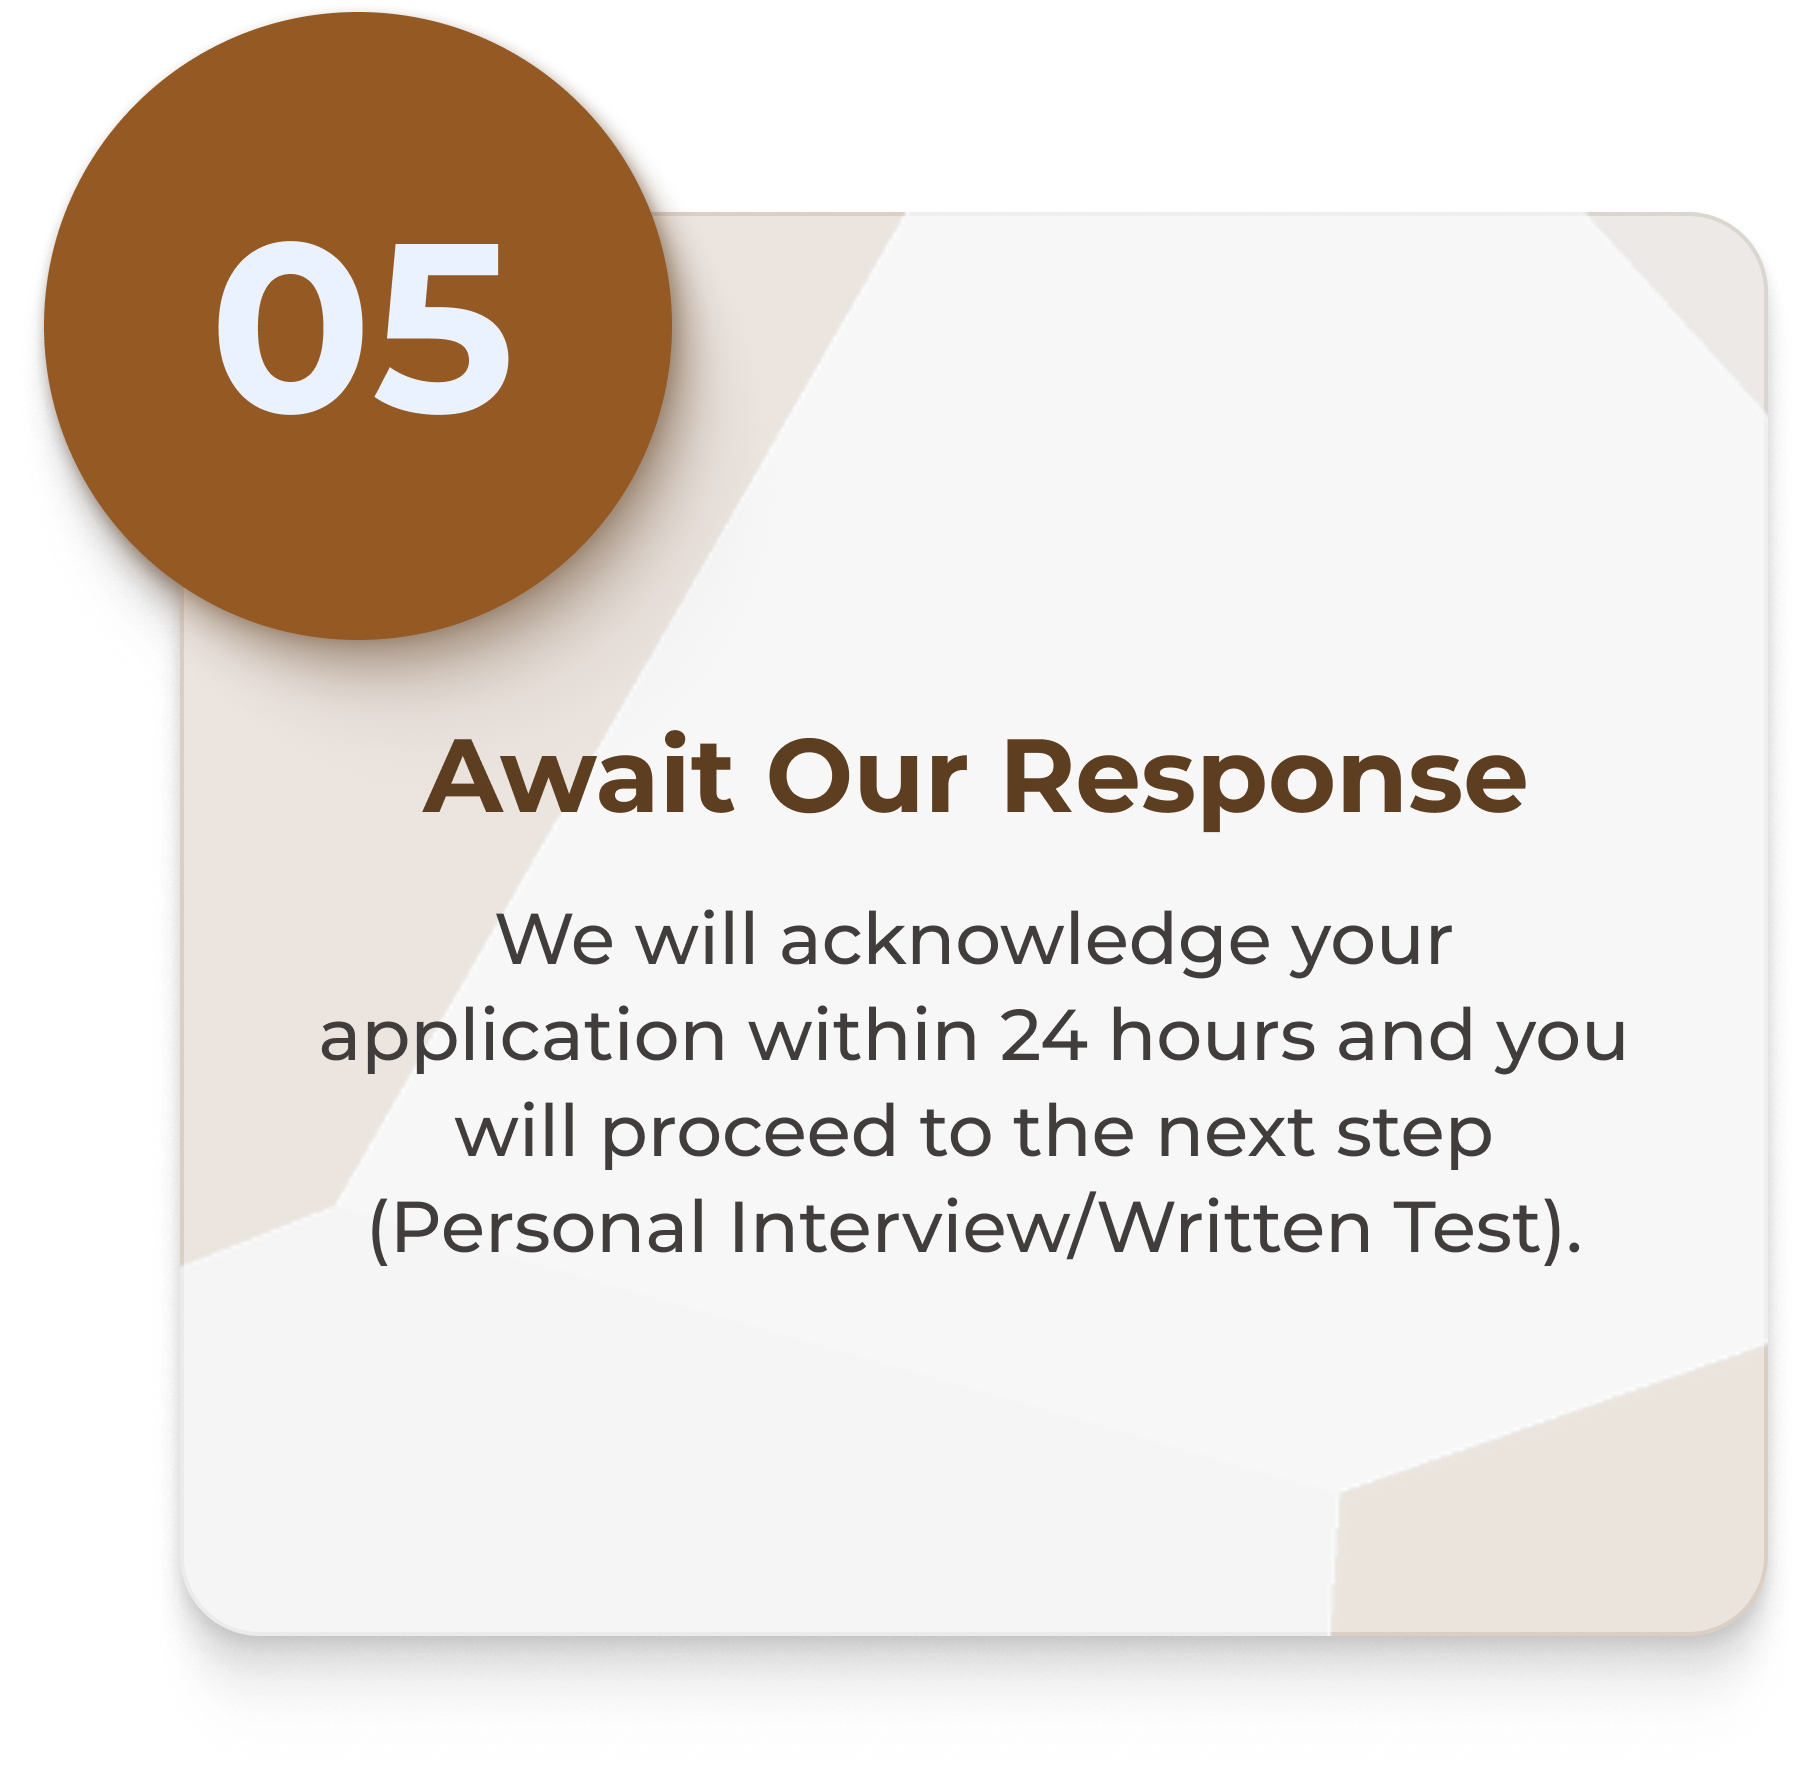 05
Await Our Response
We will acknowledge your
application within 24 hours and you
will proceed to the next step
(Personal Interview/Written Test).